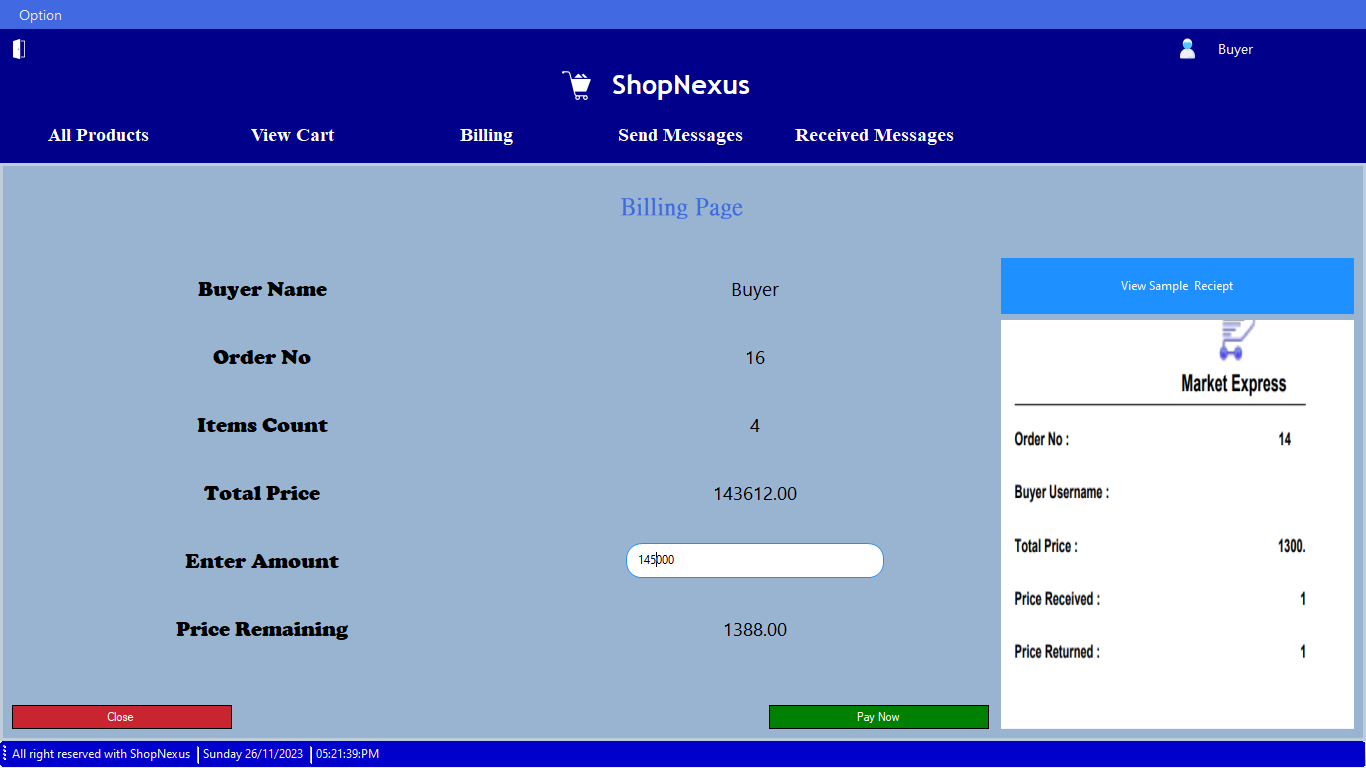 Option
Buyer
ShopNexus
All Products View Cart Billing Send Messages Received Messages
Billing Page
Buyer Name Buyer
Order No 16
Items Count 4
Total Price 143612.00
Enter Amount 145000
Price Remaining 1388.00
Close Pay Now
View Sample Reciept
Market Express
Order No : 14
Buyer Username :
Total Price : 1300.
Price Received : 1
Price Returned : 1
All right reserved with ShopNexus Sunday 26/11/2023 05:21:39:PM